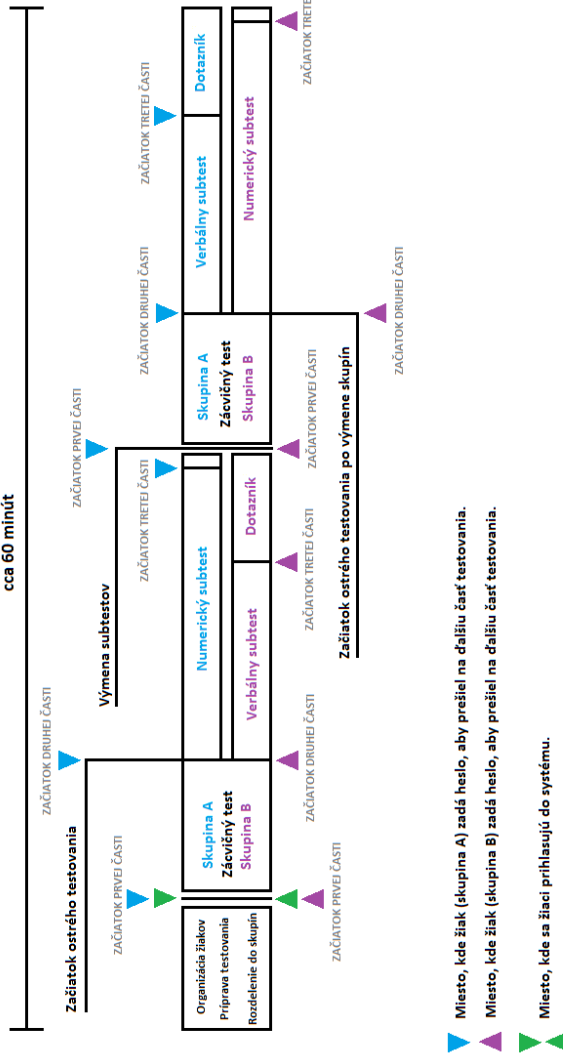 cca 60 minút
ZAČIATOK DRUHEJ ČASTI
Začiatok ostrého testovania
ZAČIATOK PRVEJ ČASTI
Výmena subtestov
ZAČIATOK PRVEJ ČASTI
ZAČIATOK TRETEJ ČASTI
ZAČIATOK DRUHEJ ČASTI
ZAČIATOK TRETEJ ČASTI
Organizácia žiakov
Príprava testovania
Rozdelenie do skupín
Skupina A
Zácvičný test
Skupina B
Numerický subtest
Verbálny subtest
Dotazník
Skupina A
Zácvičný test
Skupina B
Verbálny subtest
Dotazník
Numerický subtest
ZAČIATOK PRVEJ ČASTI
ZAČIATOK DRUHEJ ČASTI
ZAČIATOK TRETEJ ČASTI
ZAČIATOK PRVEJ ČASTI
ZAČIATOK TRETE
Začiatok ostrého testovania po výmene skupín
ZAČIATOK DRUHEJ ČASTI
Miesto, kde žiak (skupina A) zadá heslo, aby prešiel na ďalšiu časť testovania.
Miesto, kde žiak (skupina B) zadá heslo, aby prešiel na ďalšiu časť testovania.
Miesto, kde sa žiaci prihlasujú do systému.